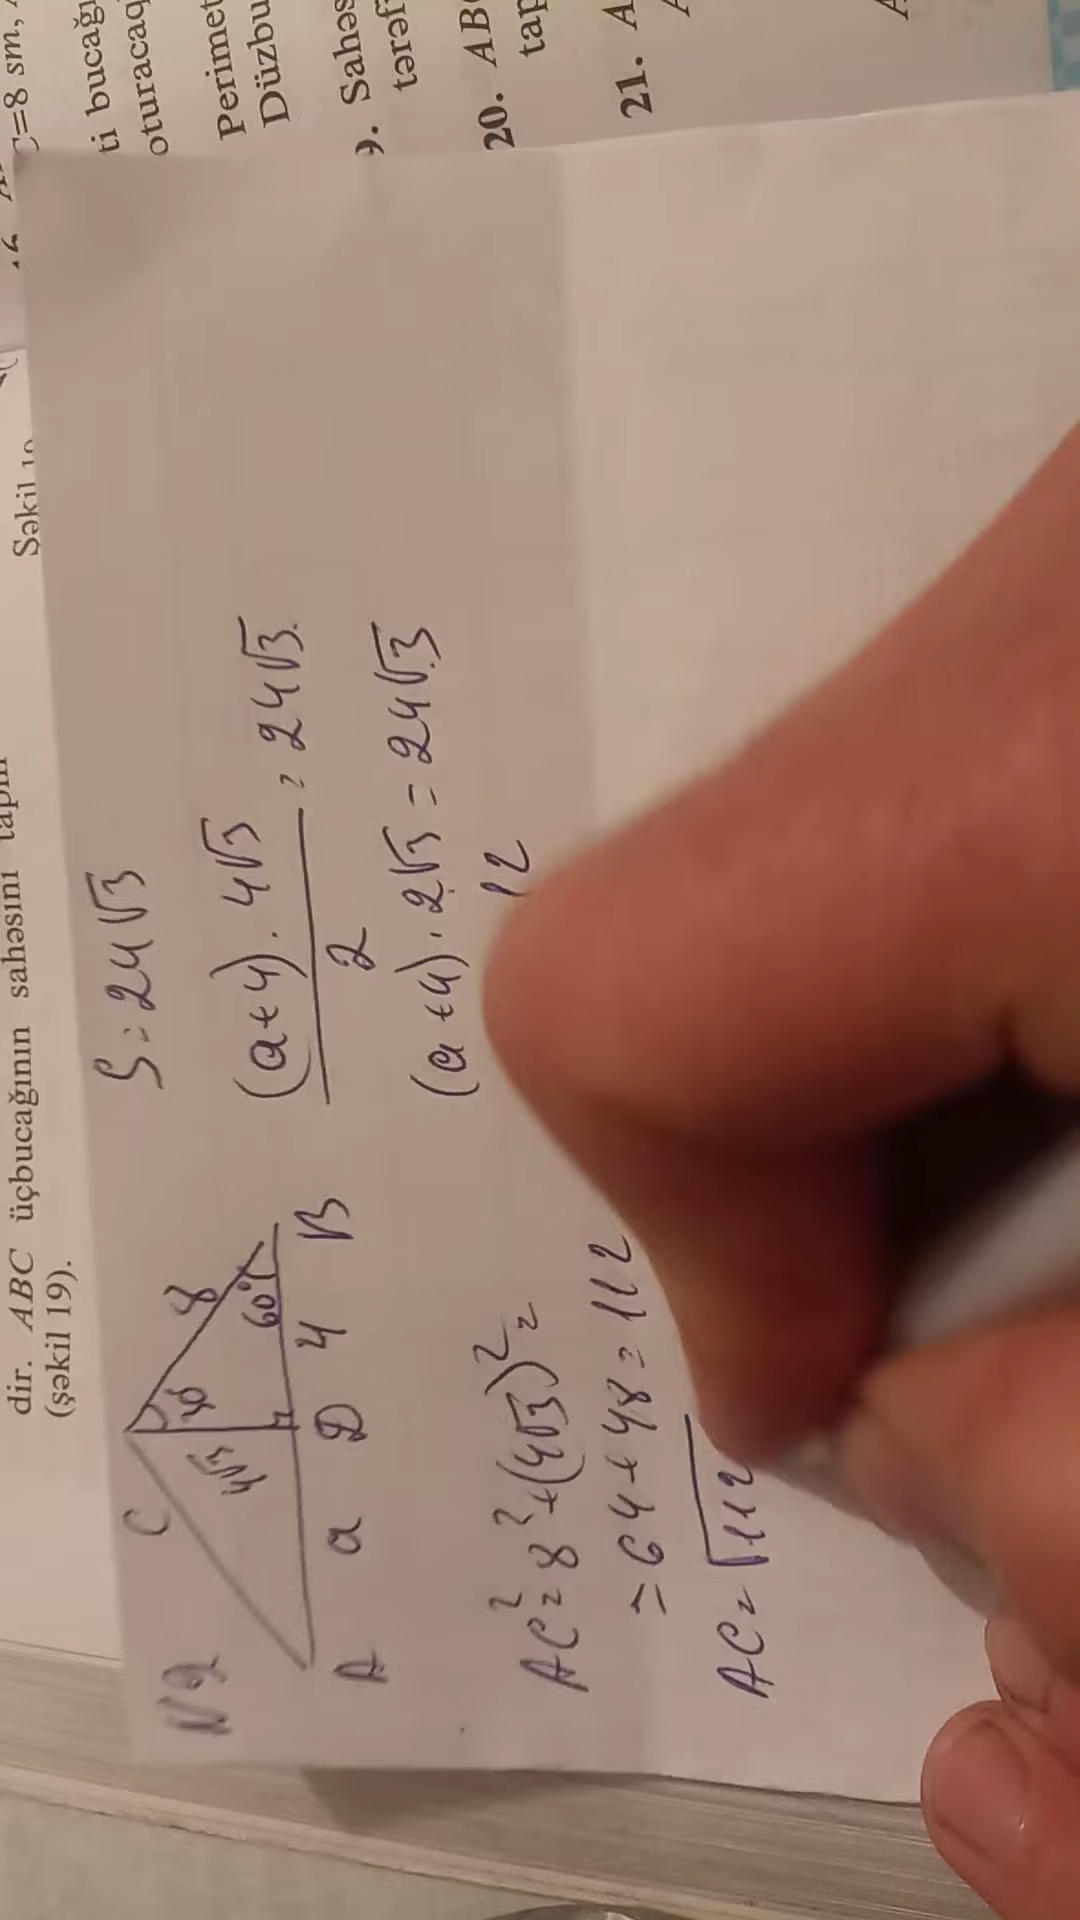 C=8 sm,
ti bucağı
oturacaq
Perimet
Düzbu
). Sahəs
tərəf
20. AB
tap
21. A
Şəkil
dir. ABC üçbucağının sahəsini tapın
(şəkil 19).
N 2
C
8
4√3
60°
A a D 4 B
S = 24√3
(a+4) · 4√3
2
= 24√3.
(a+4) · 2√3 = 24√3
12
AC² = 8² + (4√3)² =
= 64 + 48 = 112
AC = √112